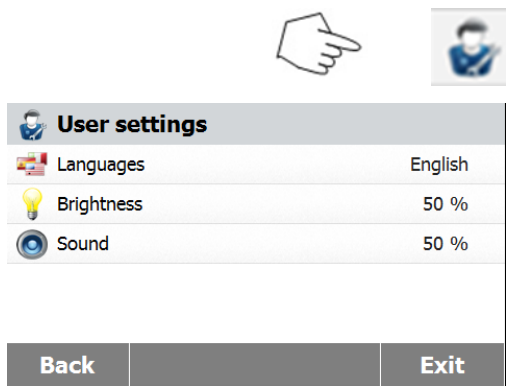 User settings
Languages English
Brightness 50 %
Sound 50 %
Back Exit